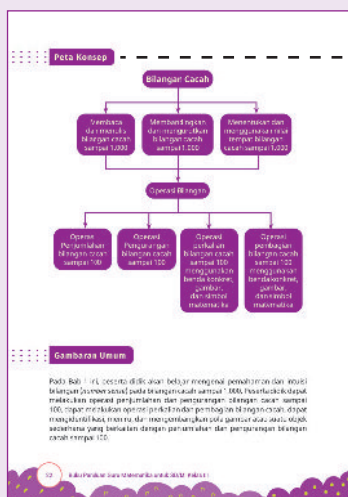 Peta Konsep
Bilangan Cacah
Membaca
dan menulis
bilangan cacah
sampai 1.000
Membandingkan
dan mengurutkan
bilangan cacah
sampai 1.000
Menentukan dan
menggunakan nilai
tempat bilangan
cacah sampai 1.000
Operasi Bilangan
Operasi
Penjumlahan
bilangan cacah
sampai 100
Operasi
Pengurangan
bilangan cacah
sampai 100
Operasi
perkalian
bilangan cacah
sampai 100
menggunakan
benda konkret,
gambar,
dan simbol
matematika
Operasi
pembagian
bilangan cacah
sampai 100
menggunakan
benda konkret,
gambar,
dan simbol
matematika
Gambaran Umum
Pada Bab 1 ini, peserta didik akan belajar mengenai pemahaman dan intuisi
bilangan (number sense) pada bilangan cacah sampai 1.000. Peserta didik dapat
melakukan operasi penjumlahan dan pengurangan bilangan cacah sampai
100, dapat melakukan operasi perkalian dan pembagian bilangan cacah, dapat
mengidentifikasi, meniru, dan mengembangkan pola gambar atau suatu objek
sederhana yang berkaitan dengan penjumlahan dan pengurangan bilangan
cacah sampai 100.
32 Buku Panduan Guru Matematika untuk SD/MI Kelas III